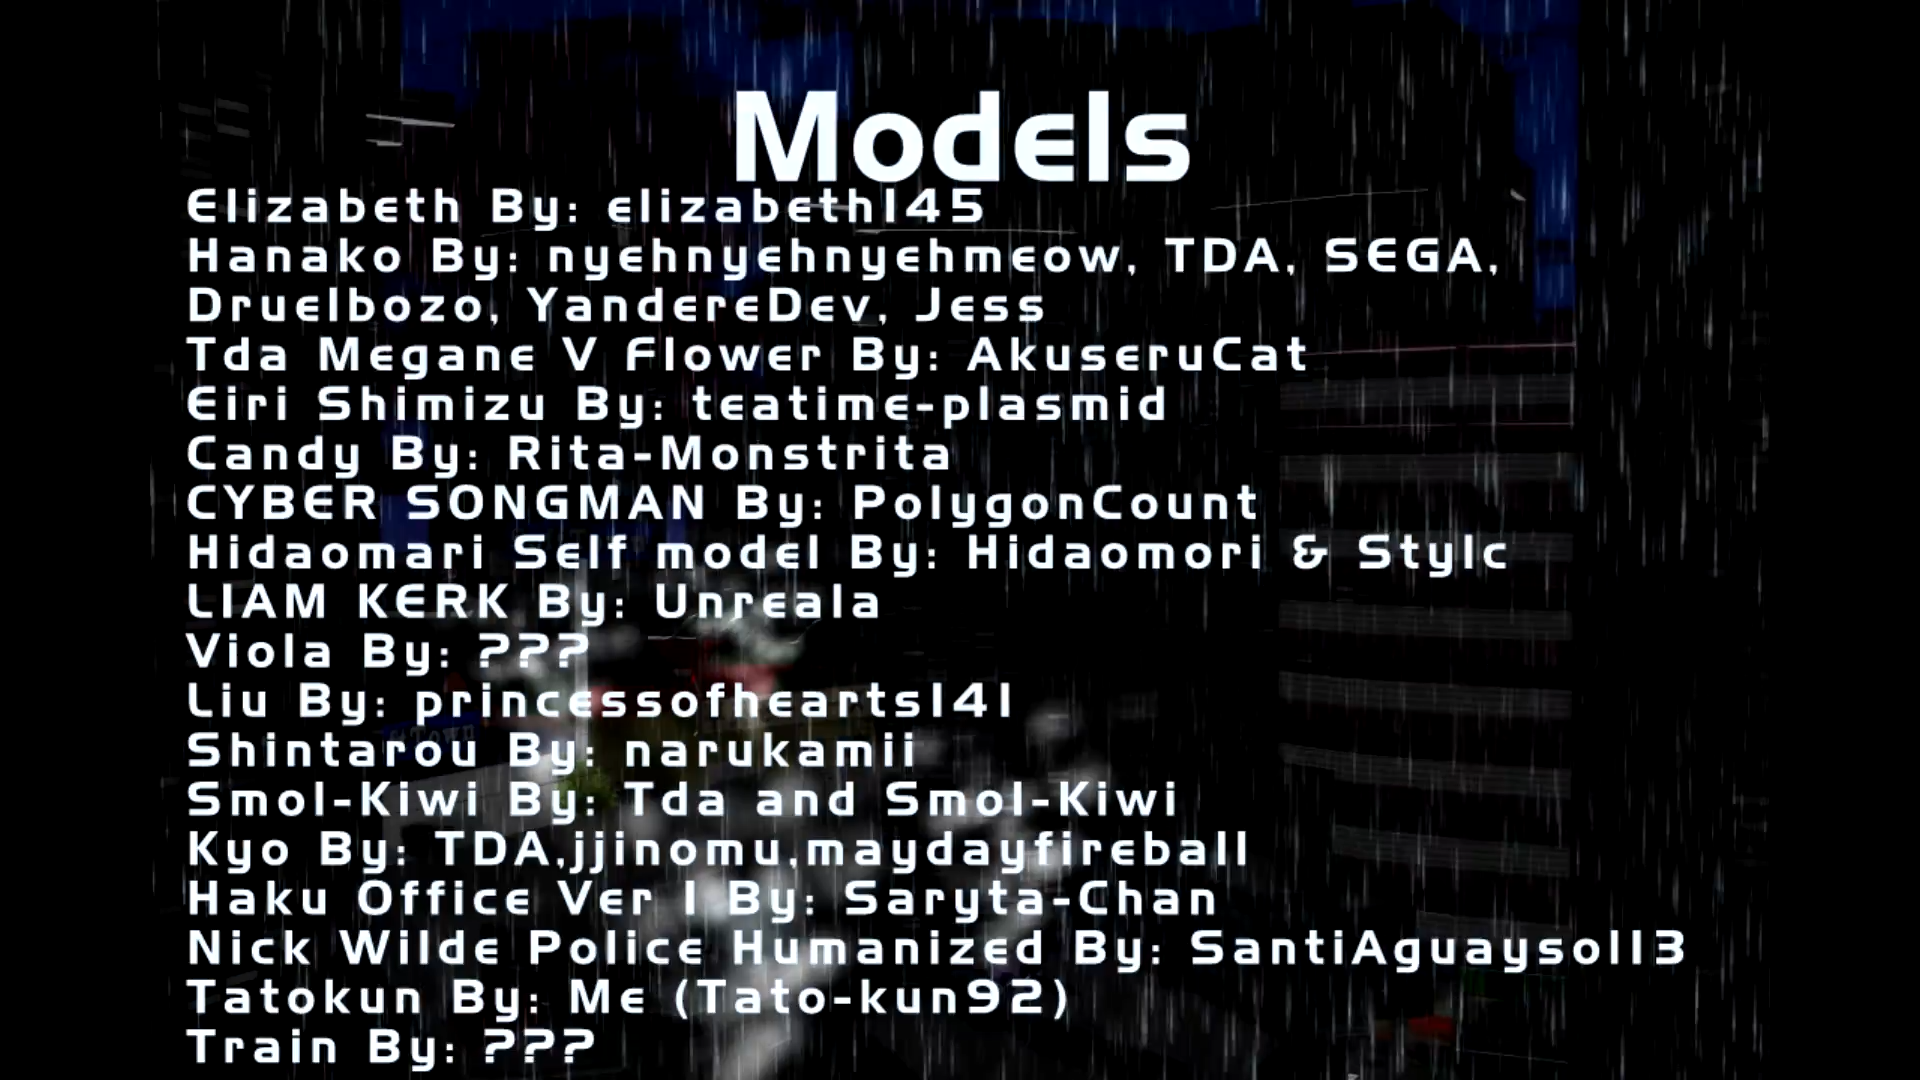 Models
Elizabeth By: elizabeth145
Hanako By: nyehnyehnyehmeow, TDA, SEGA,
Druelbozo, YandereDev, Jess
Tda Megane V Flower By: AkuseruCat
Eiri Shimizu By: teatime-plasmid
Candy By: Rita-Monstrita
CYBER SONGMAN By: PolygonCount
Hidaomari Self model By: Hidaomori & Stylc
LIAM KERK By: Unreala
Viola By: ???
Liu By: princessofhearts141
Shintarou By: narukamii
Smol-Kiwi By: Tda and Smol-Kiwi
Kyo By: TDA,jjinomu,maydayfireball
Haku Office Ver 1 By: Saryta-Chan
Nick Wilde Police Humanized By: SantiAguaysol13
Tatokun By: Me (Tato-kun92)
Train By: ???